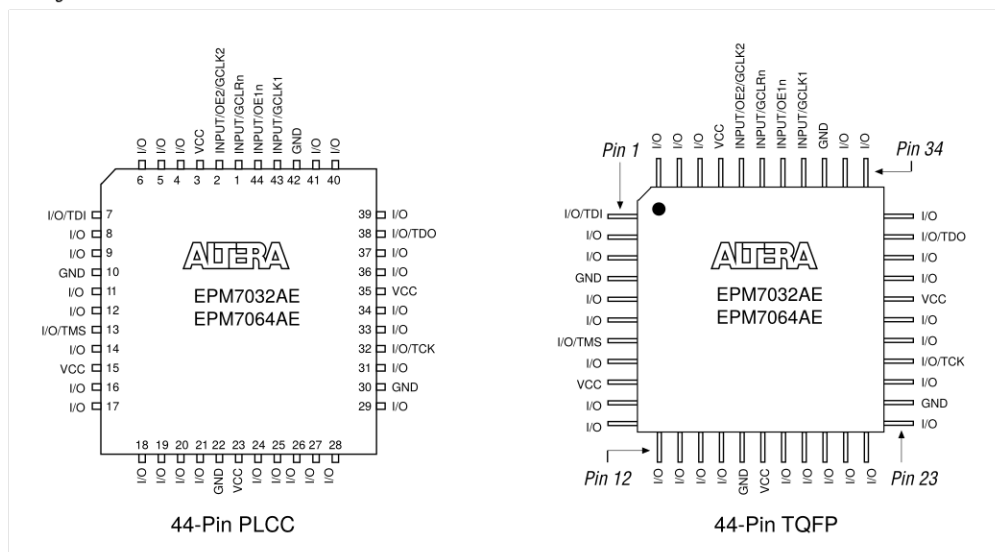 I/O
I/O
I/O
VCC
INPUT/OE2/GCLK2
INPUT/GCLRn
INPUT/OE1n
INPUT/GCLK1
GND
I/O
I/O
6 5 4 3 2 1 44 43 42 41 40
I/O/TDI 7
I/O 8
I/O 9
GND 10
I/O 11
I/O 12
I/O/TMS 13
I/O 14
VCC 15
I/O 16
I/O 17
ALTERA
EPM7032AE
EPM7064AE
39 I/O
38 I/O/TDO
37 I/O
36 I/O
35 VCC
34 I/O
33 I/O
32 I/O/TCK
31 I/O
30 GND
29 I/O
18 19 20 21 22 23 24 25 26 27 28
I/O
I/O
I/O
I/O
GND
VCC
I/O
I/O
I/O
I/O
I/O
44-Pin PLCC
Pin 1
I/O
I/O
I/O
VCC
INPUT/OE2/GCLK2
INPUT/GCLRn
INPUT/OE1n
INPUT/GCLK1
GND
I/O
I/O
Pin 34
I/O/TDI
I/O
I/O
GND
I/O
I/O
I/O/TMS
I/O
VCC
I/O
I/O
ALTERA
EPM7032AE
EPM7064AE
I/O
I/O/TDO
I/O
I/O
VCC
I/O
I/O
I/O/TCK
I/O
GND
I/O
Pin 12
I/O
I/O
I/O
I/O
GND
VCC
I/O
I/O
I/O
I/O
I/O
Pin 23
44-Pin TQFP